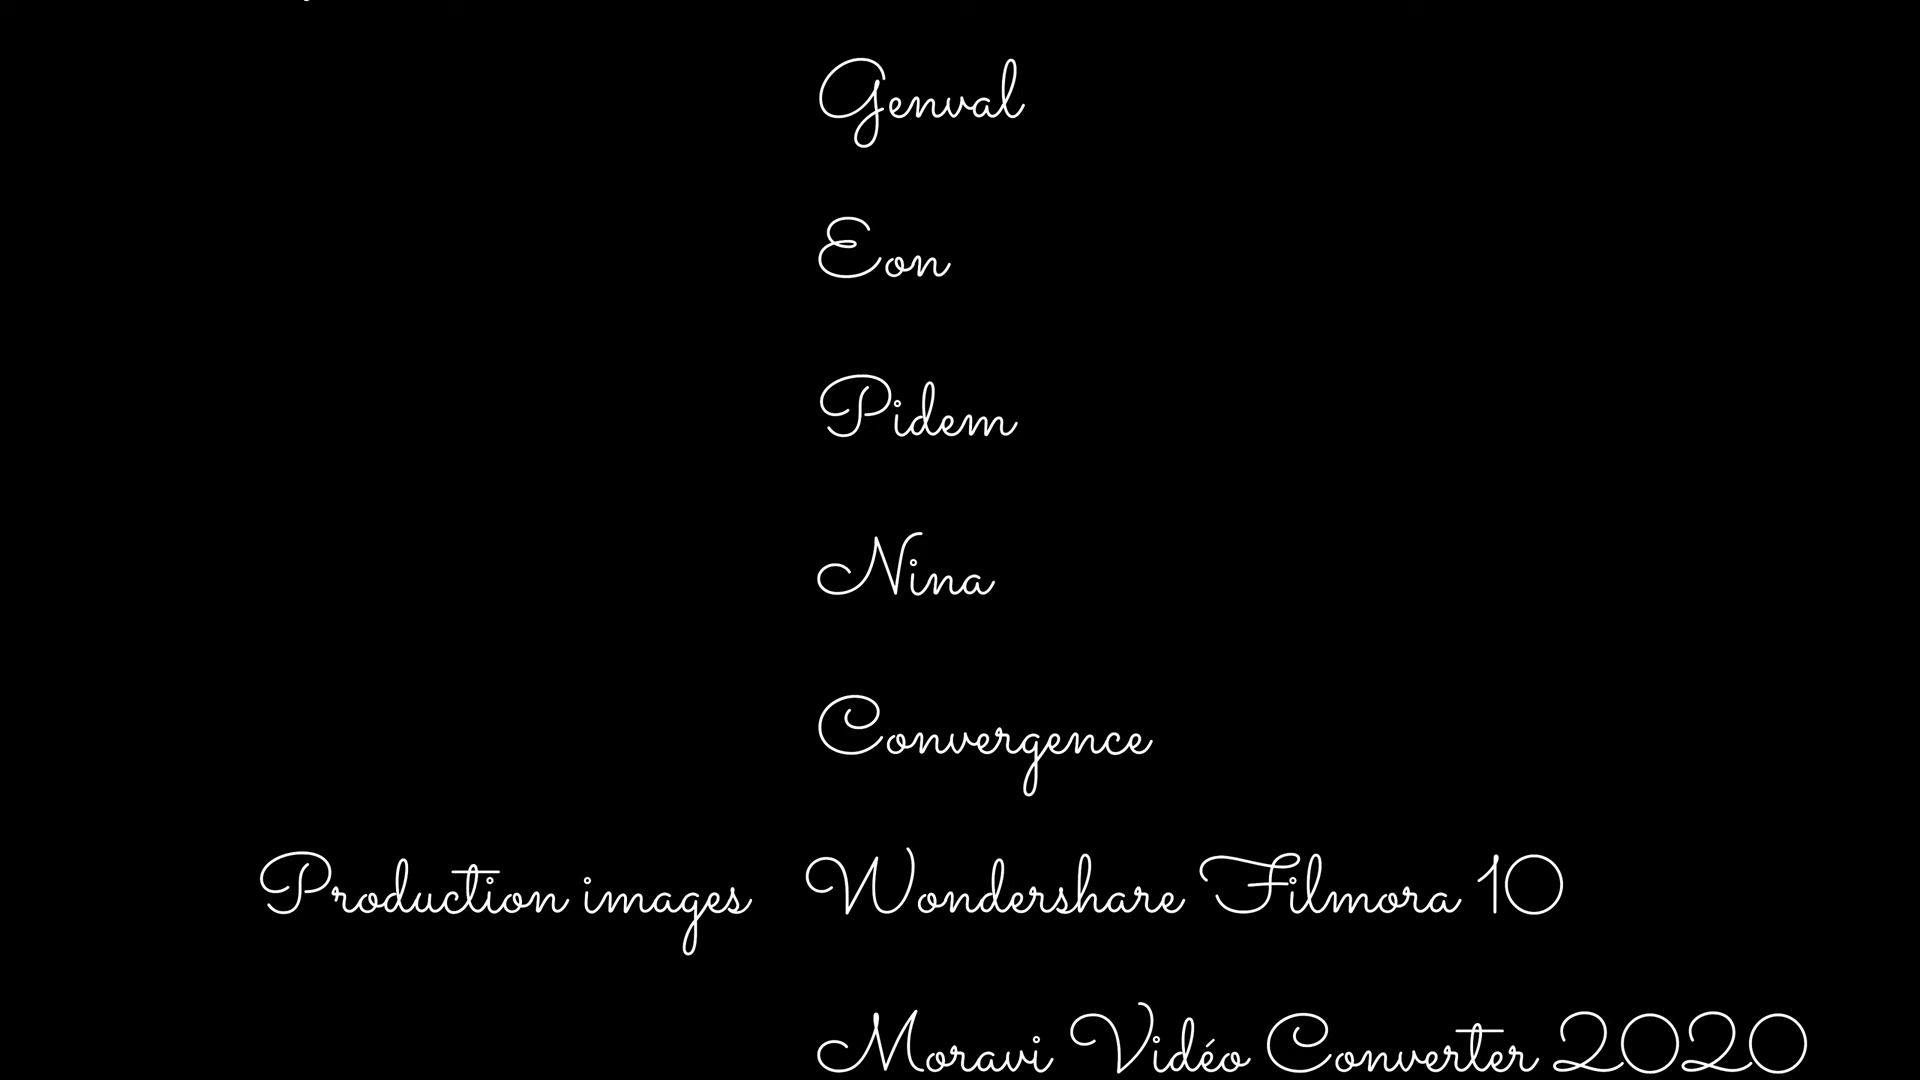 Genval
Eon
Pidem
Nina
Convergence
Production images Wondershare Filmora 10
Moravi Vidéo Converter 2020